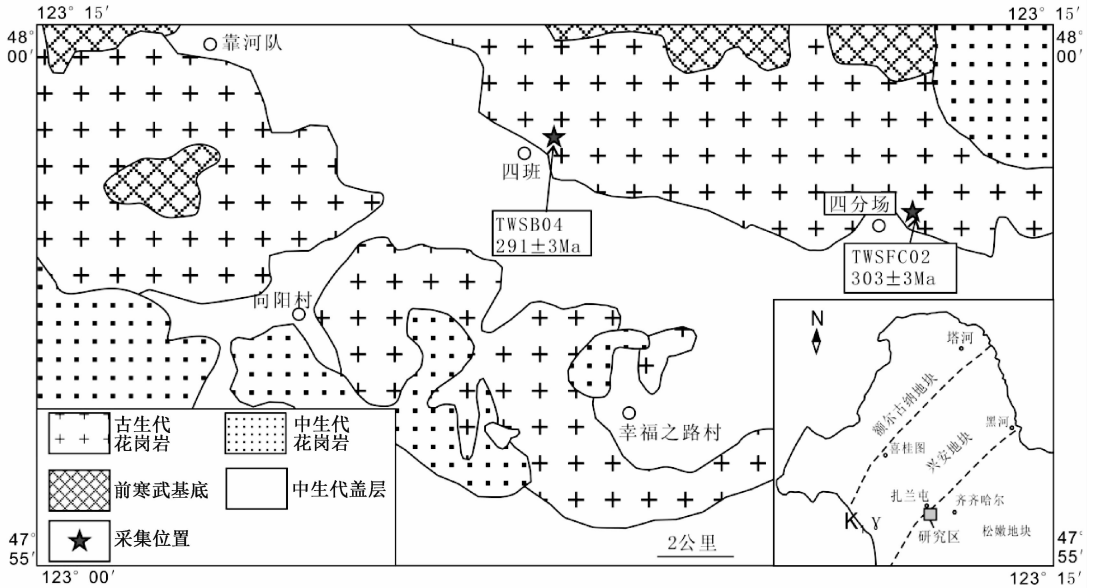 123° 15′
123° 15′
48°
00′
48°
00′
靠河队
四班
四分场
TWSB04
291±3Ma
TWSFC02
303±3Ma
向阳村
幸福之路村
古生代
花岗岩
中生代
花岗岩
前寒武基底
中生代盖层
采集位置
2公里
N
塔河
额尔古纳地块
喜桂图
兴安地块
黑河
扎兰屯
齐齐哈尔
研究区
松嫩地块
K
γ
47°
55′
47°
55′
123° 00′
123° 15′